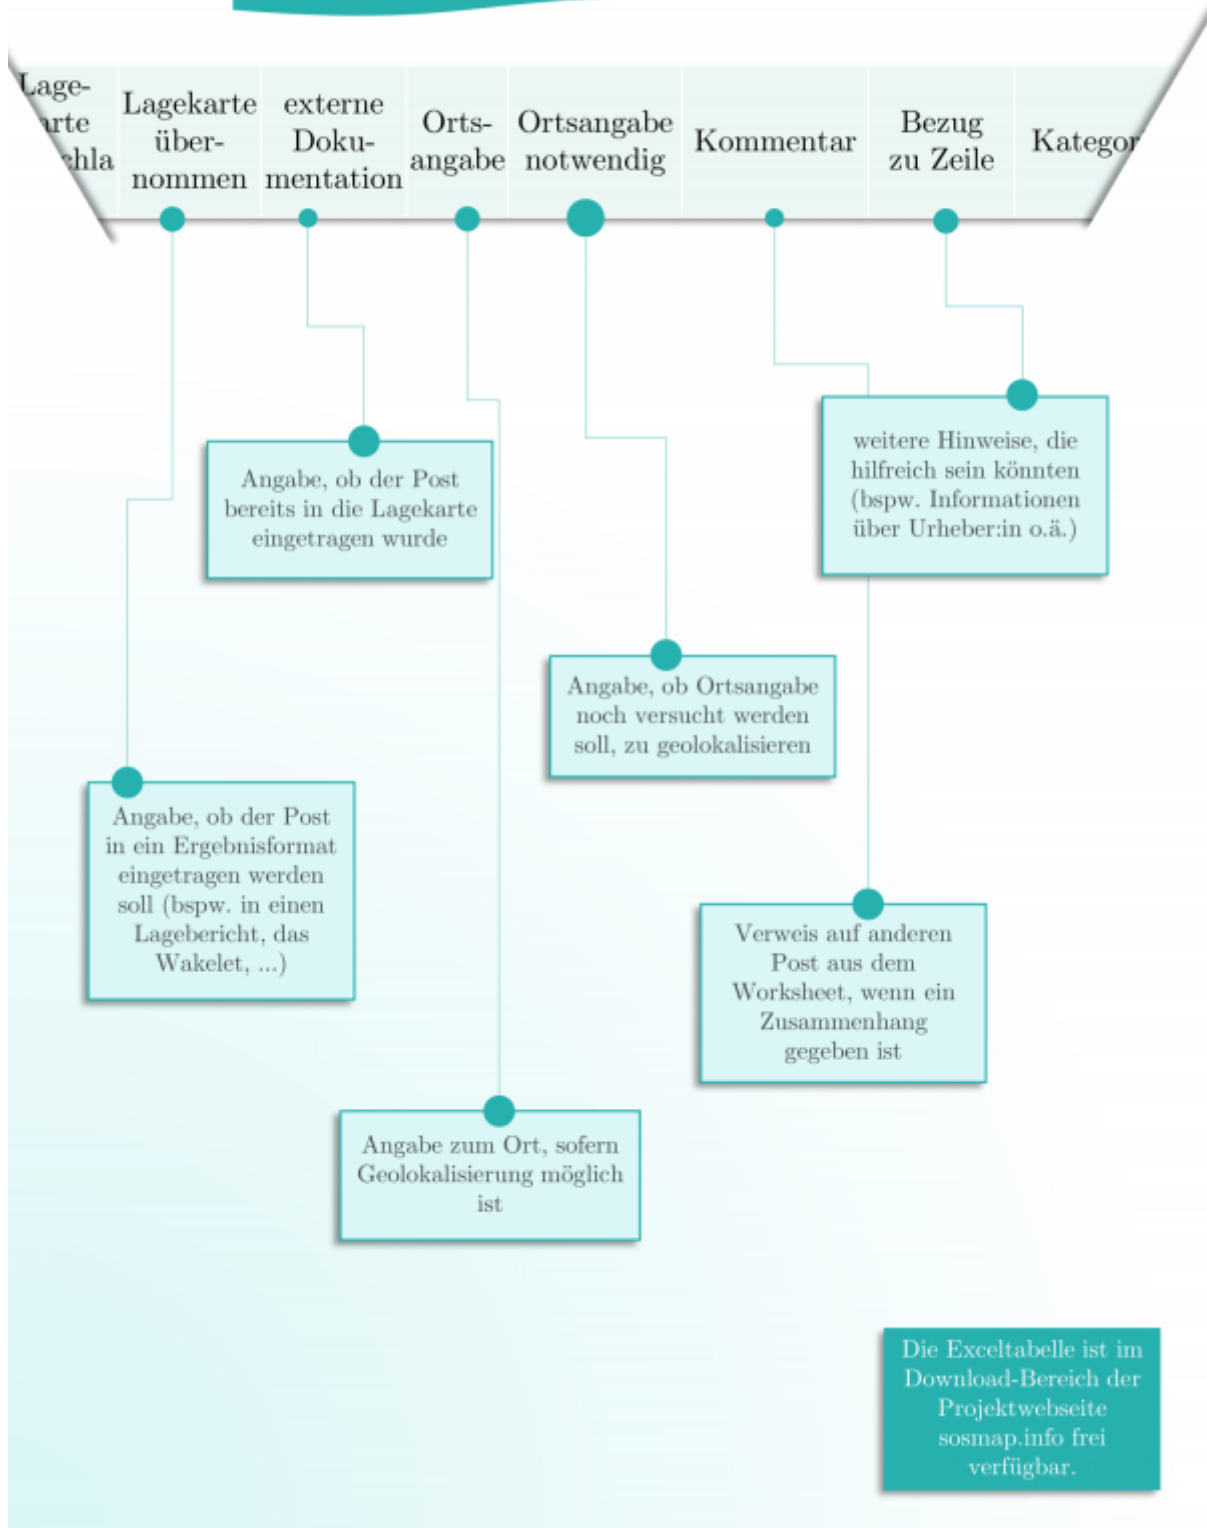 Lage-
arte
chla
Lagekarte
über-
nommen
externe
Doku-
mentation
Orts-
angabe
Ortsangabe
notwendig
Kommentar
Bezug
zu Zeile
Kategor
weitere Hinweise, die
hilfreich sein könnten
(bspw. Informationen
über Urheber:in o.ä.)
Angabe, ob der Post
bereits in die Lagekarte
eingetragen wurde
Angabe, ob Ortsangabe
noch versucht werden
soll, zu geolokalisieren
Angabe, ob der Post
in ein Ergebnisformat
eingetragen werden
soll (bspw. in einen
Lagebericht, das
Wakelet, ...)
Verweis auf anderen
Post aus dem
Worksheet, wenn ein
Zusammenhang
gegeben ist
Angabe zum Ort, sofern
Geolokalisierung möglich
ist
Die Exceltabelle ist im
Download-Bereich der
Projektwebseite
sosmap.info frei
verfügbar.